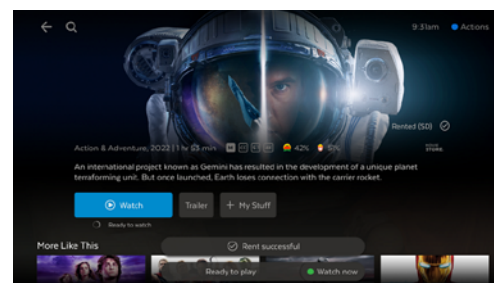 9:31am Actions
Rented (SD)
Action & Adventure, 2022 | 1 hr 35 min 42% 51%
An international project known as Gemini has resulted in the development of a unique planet
terraforming unit. But once launched, Earth loses connection with the carrier rocket.
Watch Trailer + My Stuff
Ready to watch
More Like This
Rent successful
Ready to play Watch now